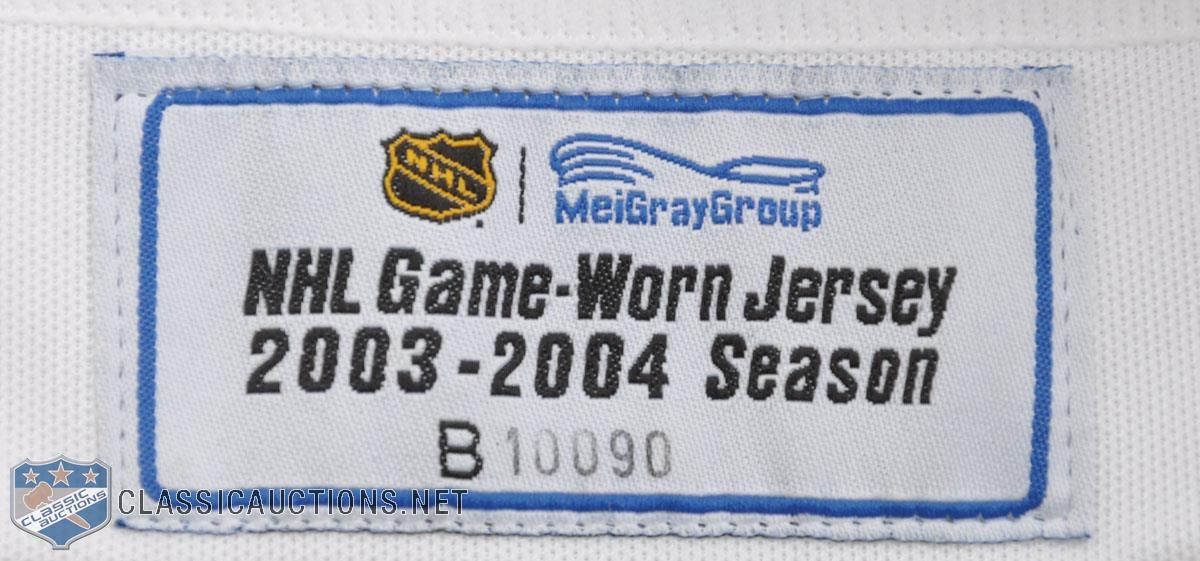 NHL | MeiGrayGroup
NHL Game-Worn Jersey
2003-2004 Season
B 10090
CLASSIC AUCTIONS
CLASSICAUCTIONS.NET